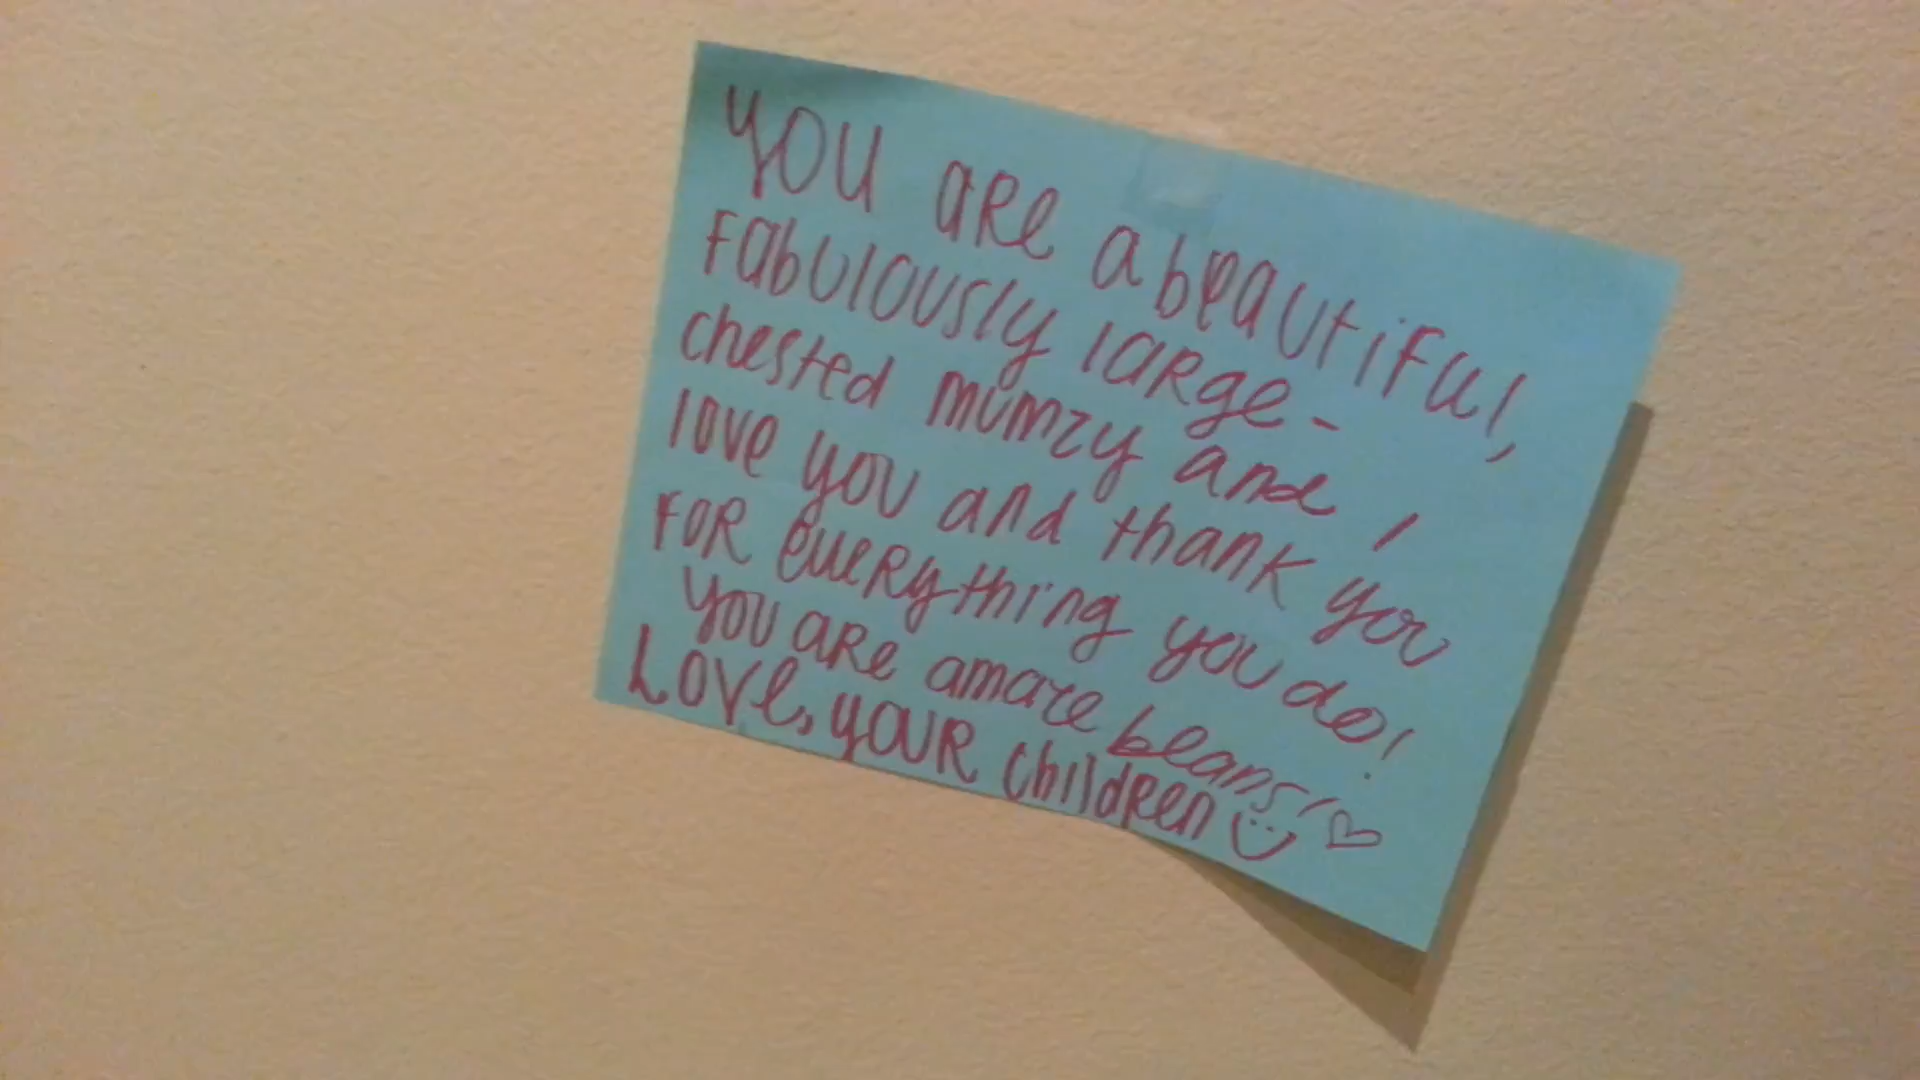 YOU are a beautiful,
fabulously large-
chested mumzy and I
love you and thank you
for everything you do!
You are amaze beans! ♡
Love, your children :)